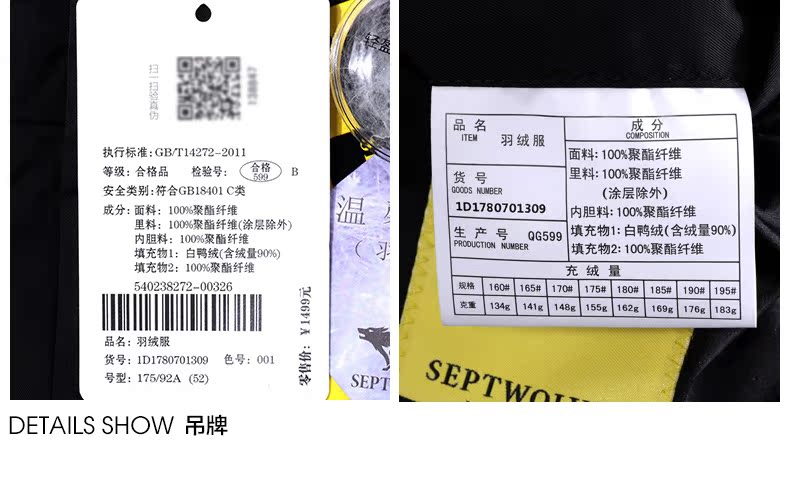 扫一扫验真伪
执行标准:GB/T14272-2011
等级: 合格品 检验号: 合格 599 B
安全类别:符合GB18401 C类
成分: 面料: 100%聚酯纤维
里料: 100%聚酯纤维(涂层除外)
内胆料: 100%聚酯纤维
填充物1: 白鸭绒(含绒量90%)
填充物2: 100%聚酯纤维
540238272-00326
品名: 羽绒服
货号: 1D1780701309 色号: 001
号型: 175/92A (52)
全国统一零售价: ￥1499元
轻盈
温
(羽
SEPT
品名 羽绒服
ITEM
货号
GOODS NUMBER
1D1780701309
生产号 QG599
PRODUCTION NUMBER
成分
COMPOSITION
面料: 100%聚酯纤维
里料: 100%聚酯纤维
(涂层除外)
内胆料: 100%聚酯纤维
填充物1: 白鸭绒(含绒量90%)
填充物2: 100%聚酯纤维
充绒量
规格 160# 165# 170# 175# 180# 185# 190# 195#
克重 134g 141g 148g 155g 162g 169g 176g 183g
SEPTWOL
DETAILS SHOW 吊牌